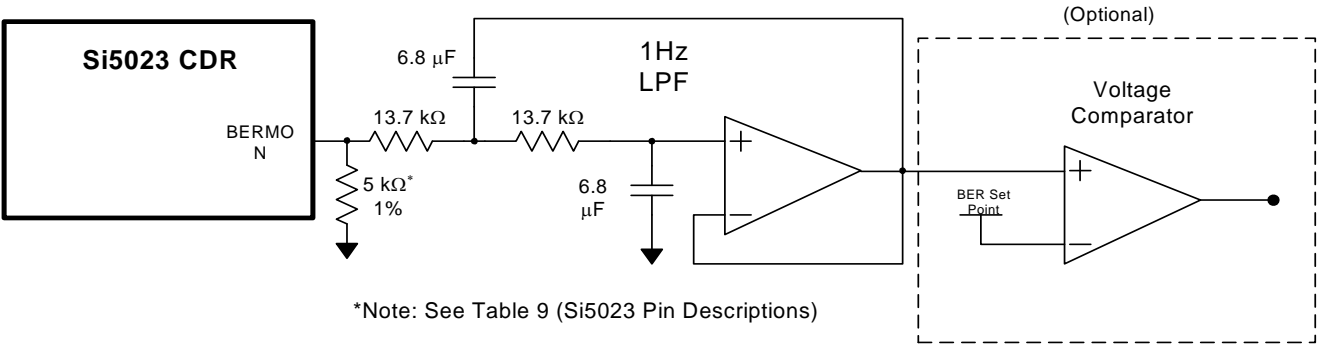 (Optional)
Si5023 CDR
6.8 μF
1Hz
LPF
Voltage
Comparator
13.7 kΩ
13.7 kΩ
BERMO
N
+
+
5 kΩ*
1%
6.8
μF
BER Set
Point
−
−
*Note: See Table 9 (Si5023 Pin Descriptions)